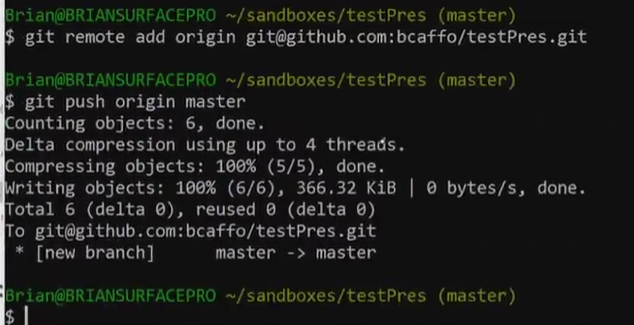 Brian@BRIANSURFACEPRO ~/sandboxes/testPres (master)
$ git remote add origin git@github.com:bcaffo/testPres.git
Brian@BRIANSURFACEPRO ~/sandboxes/testPres (master)
$ git push origin master
Counting objects: 6, done.
Delta compression using up to 4 threads.
Compressing objects: 100% (5/5), done.
Writing objects: 100% (6/6), 366.32 KiB | 0 bytes/s, done.
Total 6 (delta 0), reused 0 (delta 0)
To git@github.com:bcaffo/testPres.git
 * [new branch]      master -> master
Brian@BRIANSURFACEPRO ~/sandboxes/testPres (master)
$